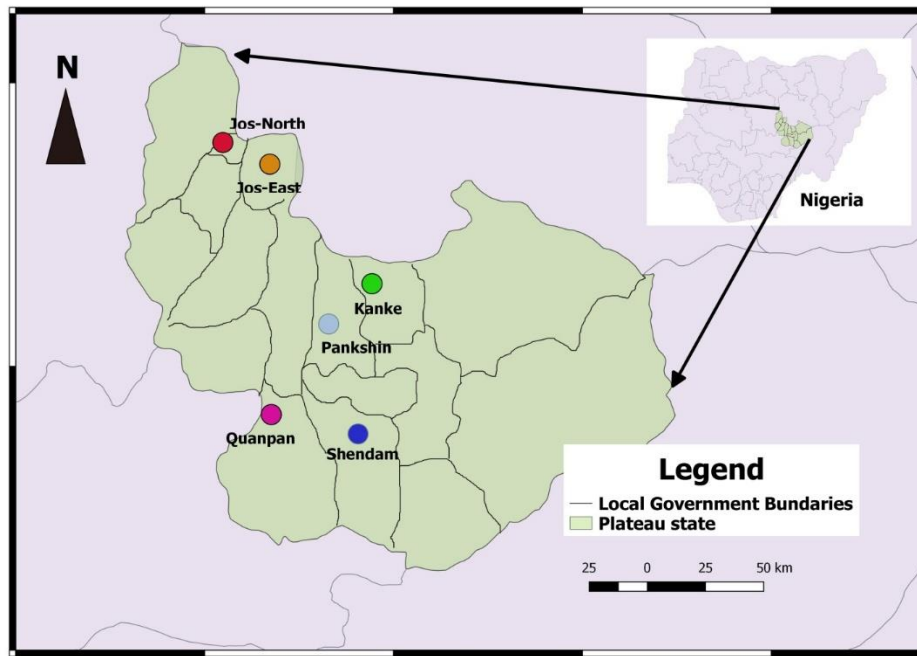 N
Jos-North
Jos-East
Nigeria
Kanke
Pankshin
Quanpan
Shendam
Legend
Local Government Bundaries
Plateau state
25 0 25 50 km